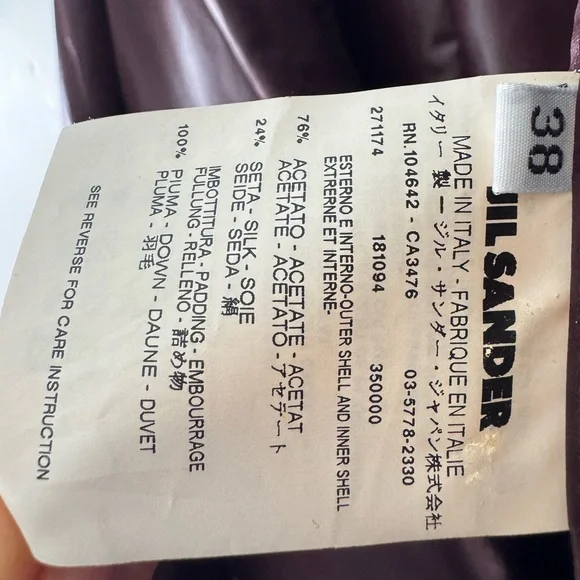 38
JIL SANDER
MADE IN ITALY - FABRIQUE EN ITALIE
イタリー 製 ー ジル・サンダー・ジャパン株式会社
RN.104642 - CA3476 03-5778-2330
271174 181094 350000
ESTERNO E INTERNO-OUTER SHELL AND INNER SHELL
EXTRERNE ET INTERNE-
76% ACETATO - ACETATE - ACETAT
ACETATE - ACETATO - アセテート
24% SETA - SILK - SOIE
SEIDE - SEDA - 絹
IMBOTTITURA - PADDING - EMBOURRAGE
FULLUNG - RELLENO - 詰め物
100% PIUMA - DOWN - DAUNE - DUVET
PLUMA - 羽毛
SEE REVERSE FOR CARE INSTRUCTION